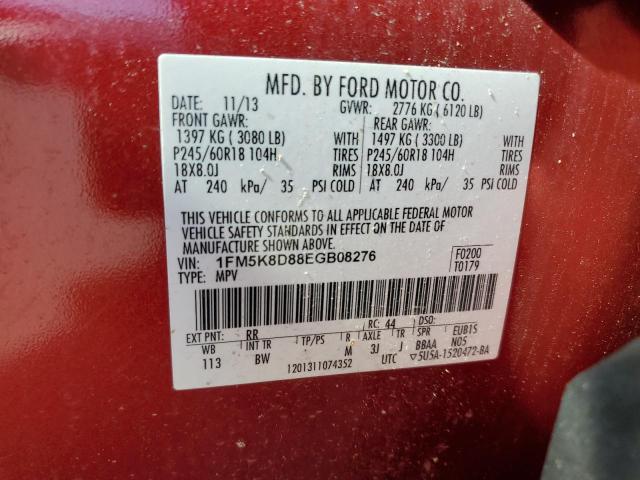 MFD. BY FORD MOTOR CO.
DATE: 11/13 GVWR: 2776 KG (6120 LB)
FRONT GAWR: REAR GAWR:
1397 KG (3080 LB) WITH 1497 KG (3300 LB) WITH
P245/60R18 104H TIRES P245/60R18 104H TIRES
18X8.0J RIMS 18X8.0J RIMS
AT 240 kPa/ 35 PSI COLD AT 240 kPa/ 35 PSI COLD
THIS VEHICLE CONFORMS TO ALL APPLICABLE FEDERAL MOTOR
VEHICLE SAFETY STANDARDS IN EFFECT ON THE DATE OF
MANUFACTURE SHOWN ABOVE.
VIN: 1FM5K8D88EGB08276 F0200
TYPE: MPV T0179
EXT PNT: RR RC: 44 EUB1S
WB INT TR TP/PS R AXLE TR SPR N05
113 BW M 3J J BBAA
1201311074352 UTC ▽5U5A-1520472-BA